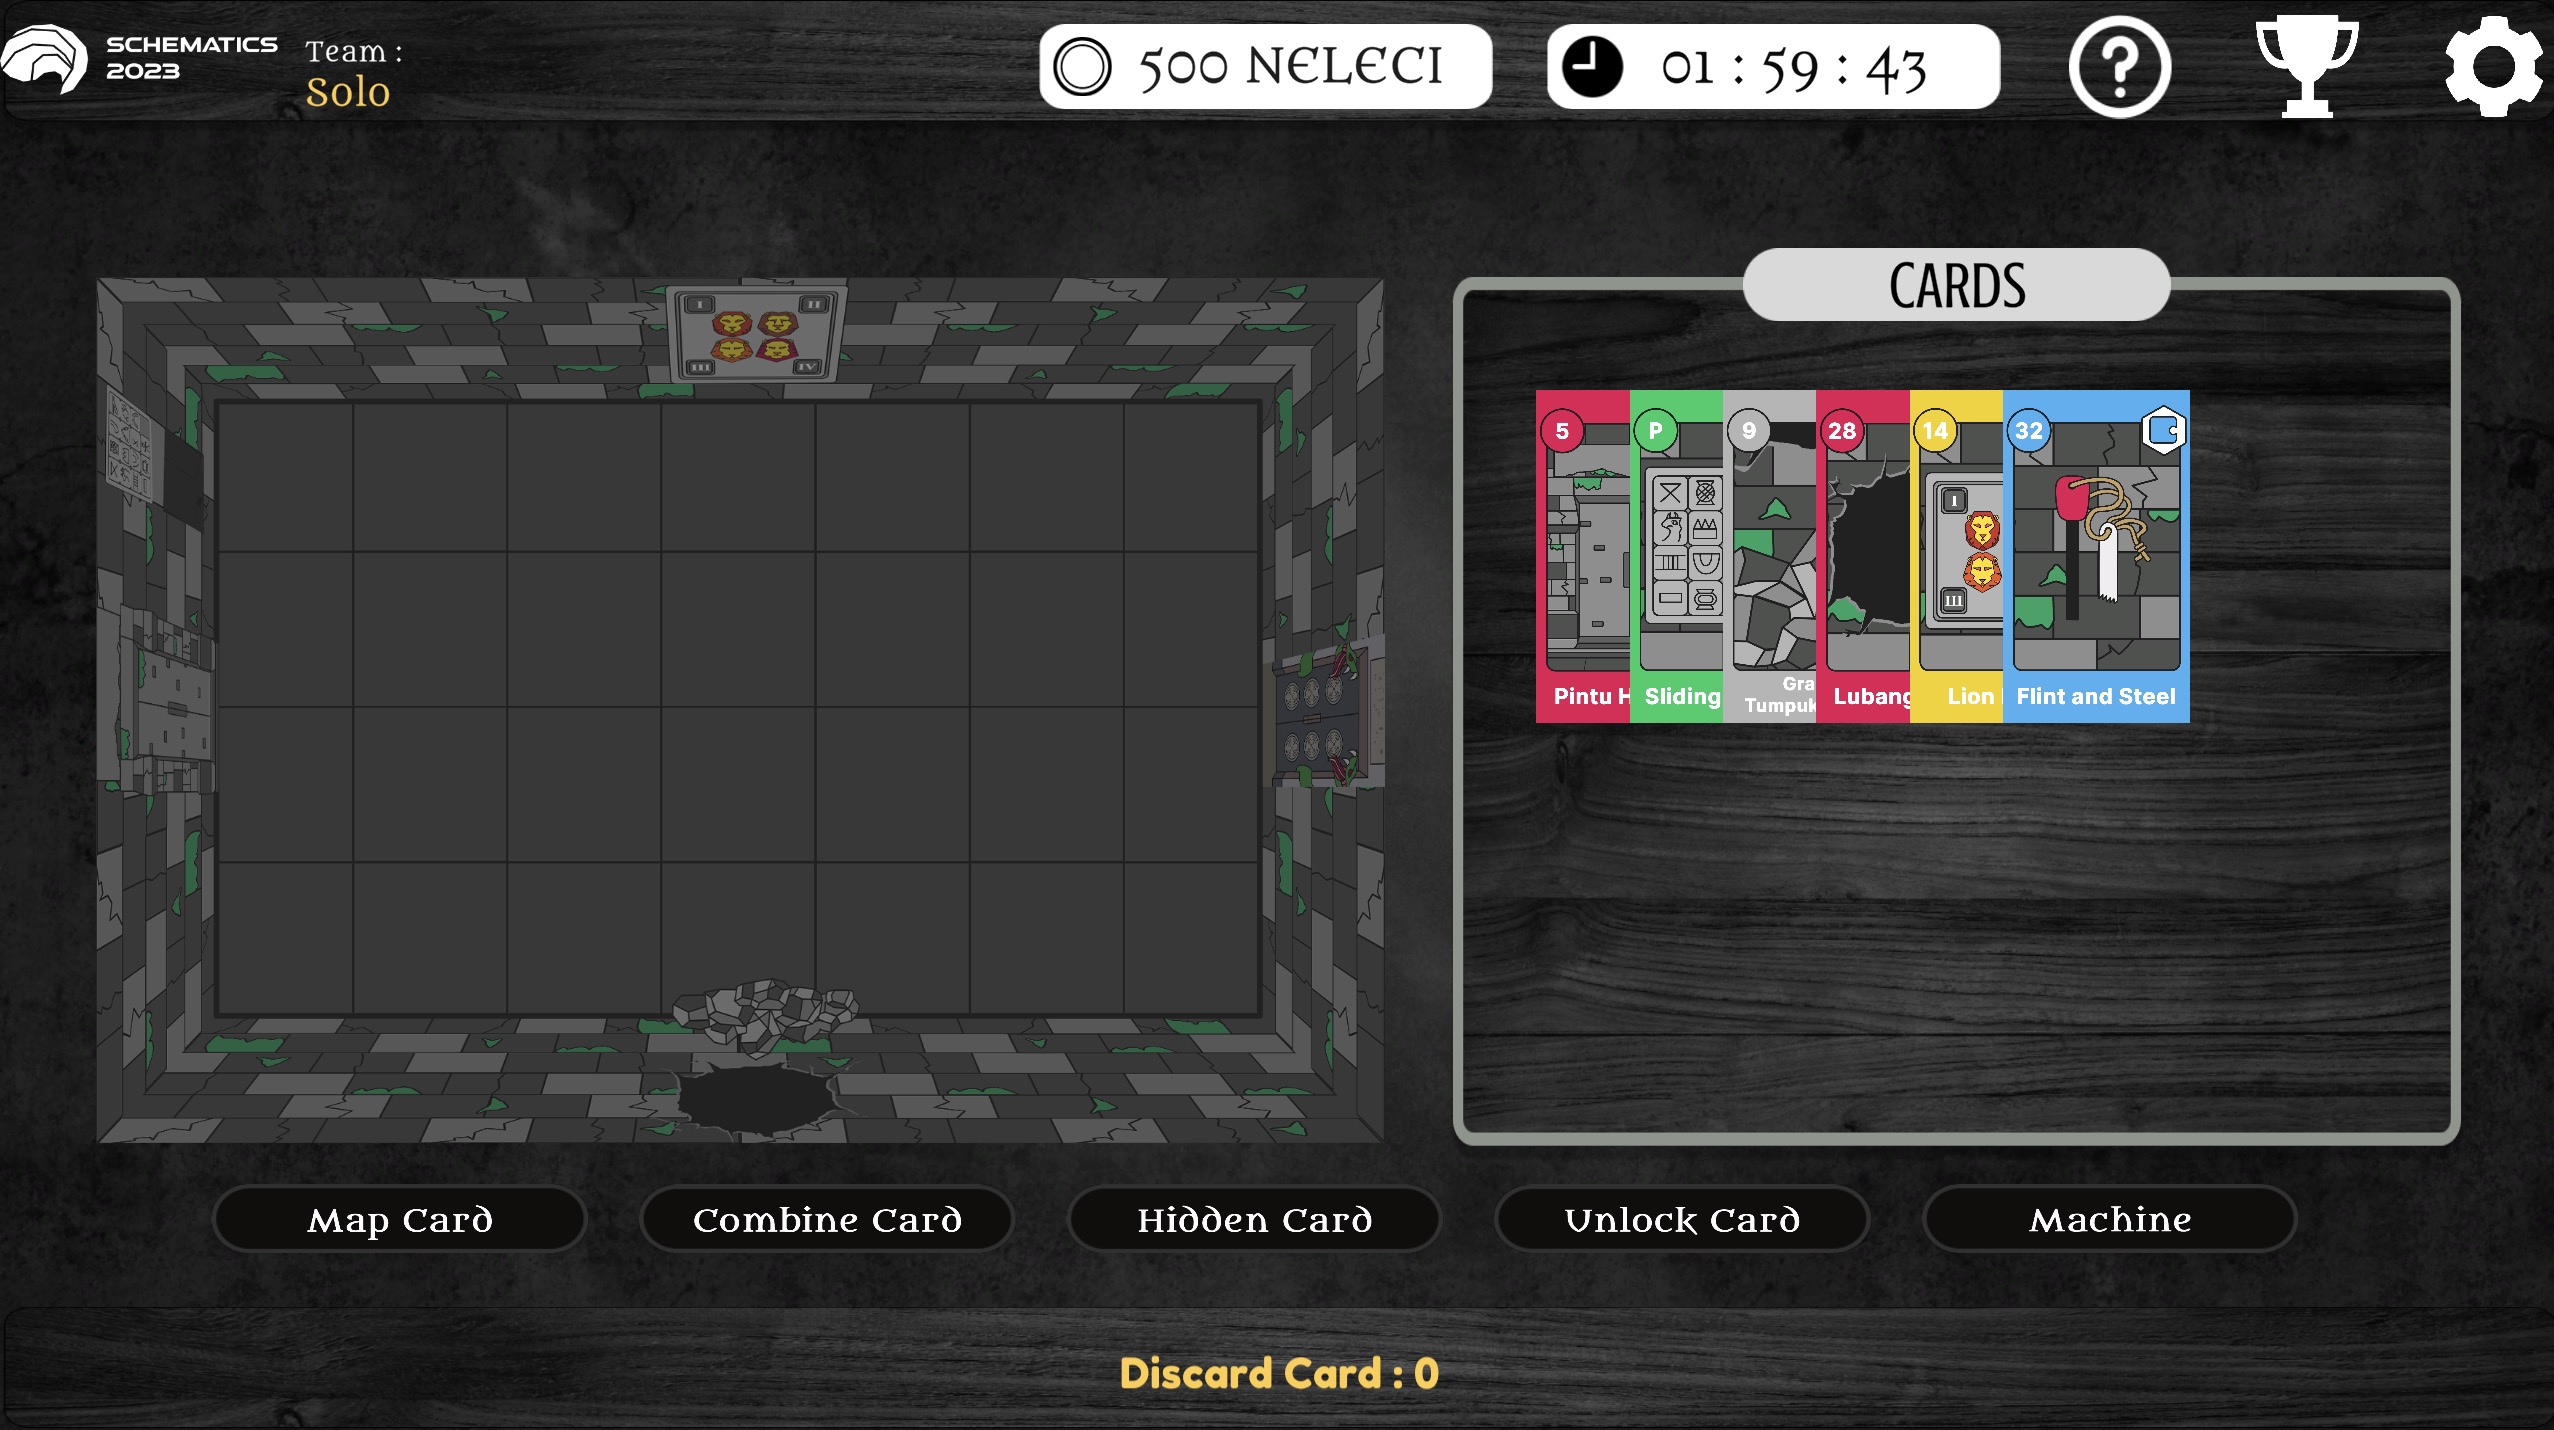 SCHEMATICS
2023
Team :
Solo
500 NELECI
01 : 59 : 43
?
CARDS
I
II
III
IV
5
P
9
28
14
32
I
III
Pintu H
Sliding
Gra
Tumpuk
Lubang
Lion
Flint and Steel
Map Card
Combine Card
Hidden Card
Unlock Card
Machine
Discard Card : 0